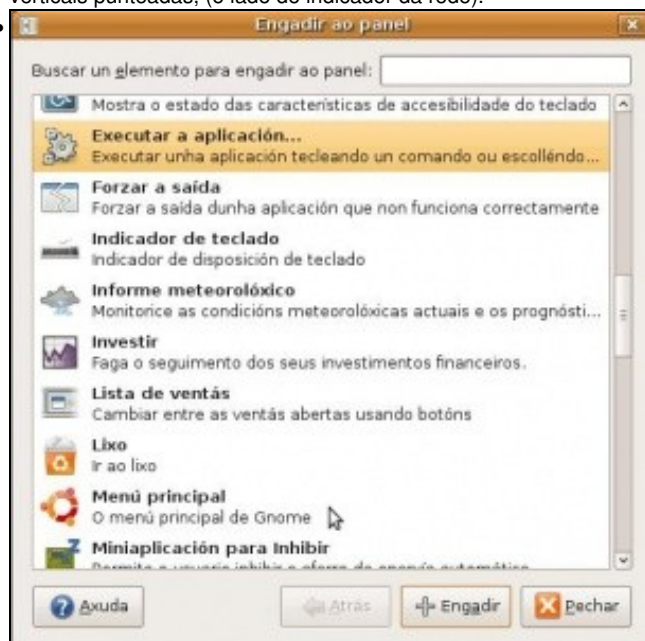 verticais punteadas, (o lado do indicador da rede).
Engadir ao panel
Buscar un elemento para engadir ao panel:
Mostra o estado das características de accesibilidade do teclado
Executar a aplicación...
Executar unha aplicación tecleando un comando ou escolléndo...
Forzar a saída
Forzar a saída dunha aplicación que non funciona correctamente
Indicador de teclado
Indicador de disposición de teclado
Informe meteorolóxico
Monitorice as condicións meteorolóxicas actuais e os prognósti...
Investir
Faga o seguimento dos seus investimentos financeiros.
Lista de ventás
Cambiar entre as ventás abertas usando botóns
Lixo
Ir ao lixo
Menú principal
O menú principal de Gnome
Miniaplicación para Inhibir
Axuda Atrás Engadir Pechar